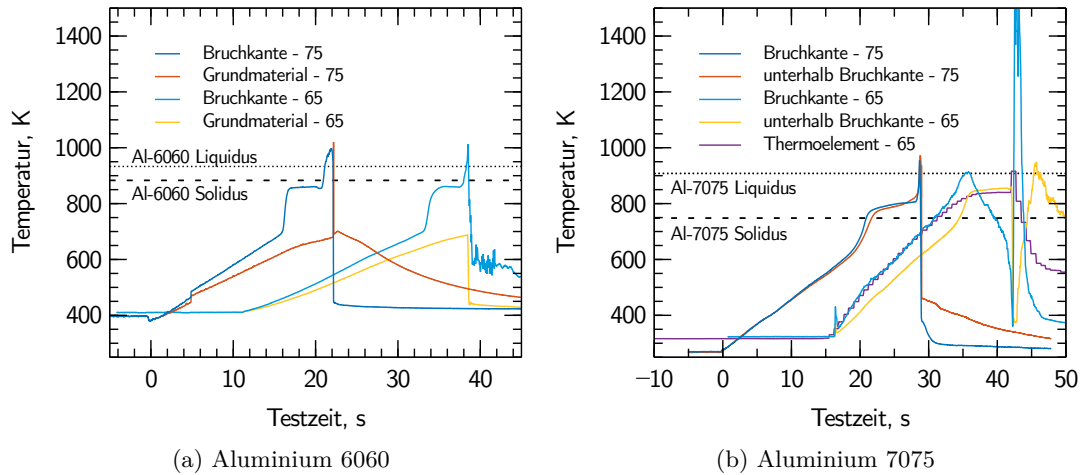 1400
1200
1000
800
600
400
Temperatur, K
0
10
20
30
40
Testzeit, s
Bruchkante - 75
Grundmaterial - 75
Bruchkante - 65
Grundmaterial - 65
Al-6060 Liquidus
Al-6060 Solidus
(a) Aluminium 6060
1400
1200
1000
800
600
400
Temperatur, K
−10
0
10
20
30
40
50
Testzeit, s
Bruchkante - 75
unterhalb Bruchkante - 75
Bruchkante - 65
unterhalb Bruchkante - 65
Thermoelement - 65
Al-7075 Liquidus
Al-7075 Solidus
(b) Aluminium 7075